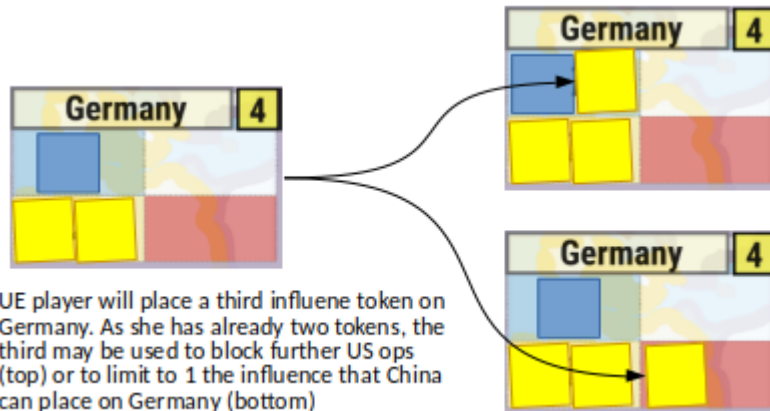 Germany 4
Germany 4
Germany 4
UE player will place a third influene token on
Germany. As she has already two tokens, the
third may be used to block further US ops
(top) or to limit to 1 the influence that China
can place on Germany (bottom)